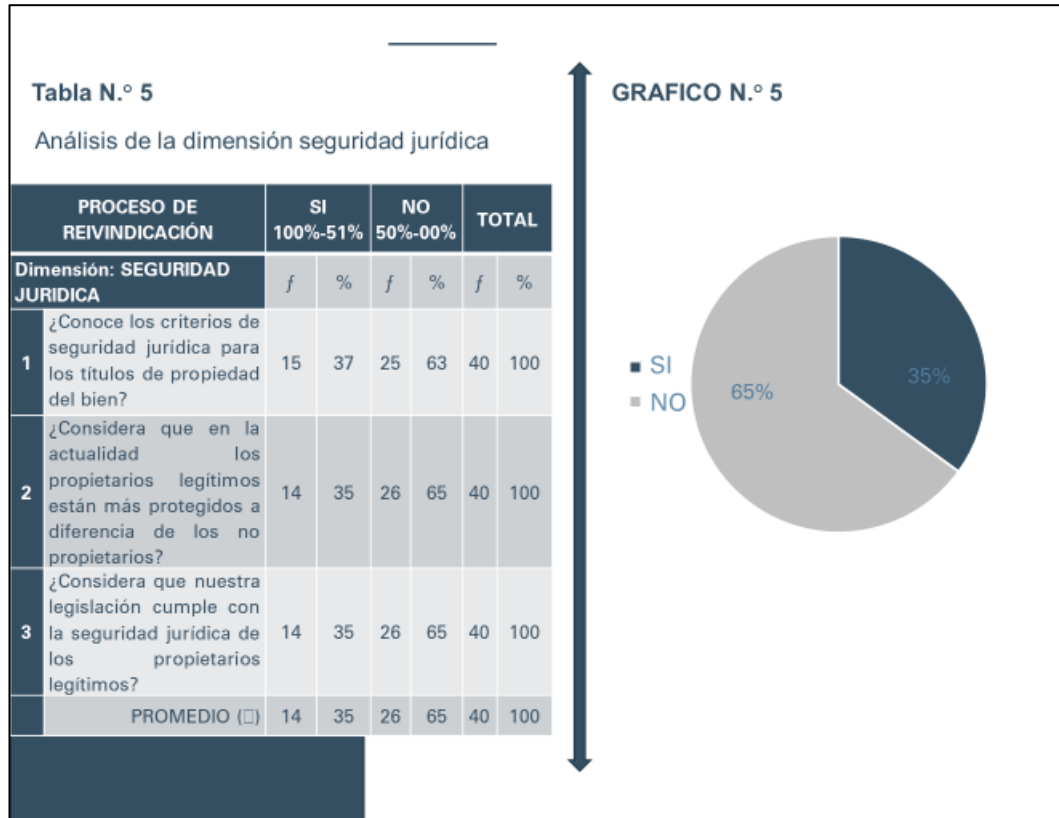 Tabla N.° 5
Análisis de la dimensión seguridad jurídica
PROCESO DE
REIVINDICACIÓN
SI
100%-51%
NO
50%-00%
TOTAL
Dimensión: SEGURIDAD
JURIDICA
ƒ % ƒ % ƒ %
1
¿Conoce los criterios de
seguridad jurídica para
los títulos de propiedad
del bien?
15 37 25 63 40 100
2
¿Considera que en la
actualidad los
propietarios legítimos
están más protegidos a
diferencia de los no
propietarios?
14 35 26 65 40 100
3
¿Considera que nuestra
legislación cumple con
la seguridad jurídica de
los propietarios
legítimos?
14 35 26 65 40 100
PROMEDIO (□) 14 35 26 65 40 100
GRAFICO N.° 5
SI
NO
65%
35%